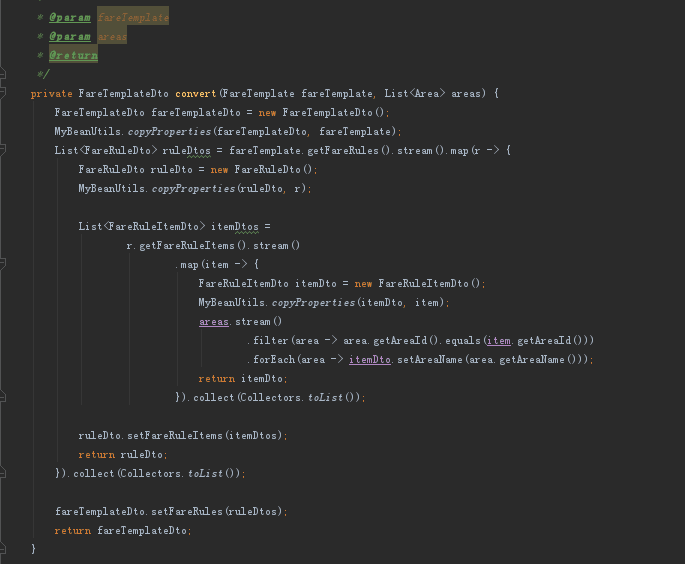 * @param fareTemplate
* @param areas
* @return
*/
private FareTemplateDto convert(FareTemplate fareTemplate, List<Area> areas) {
FareTemplateDto fareTemplateDto = new FareTemplateDto();
MyBeanUtils.copyProperties(fareTemplateDto, fareTemplate);
List<FareRuleDto> ruleDtos = fareTemplate.getFareRules().stream().map(r -> {
FareRuleDto ruleDto = new FareRuleDto();
MyBeanUtils.copyProperties(ruleDto, r);
List<FareRuleItemDto> itemDtos =
r.getFareRuleItems().stream()
.map(item -> {
FareRuleItemDto itemDto = new FareRuleItemDto();
MyBeanUtils.copyProperties(itemDto, item);
areas.stream()
.filter(area -> area.getAreaId().equals(item.getAreaId()))
.forEach(area -> itemDto.setAreaName(area.getAreaName()));
return itemDto;
}).collect(Collectors.toList());
ruleDto.setFareRuleItems(itemDtos);
return ruleDto;
}).collect(Collectors.toList());
fareTemplateDto.setFareRules(ruleDtos);
return fareTemplateDto;
}